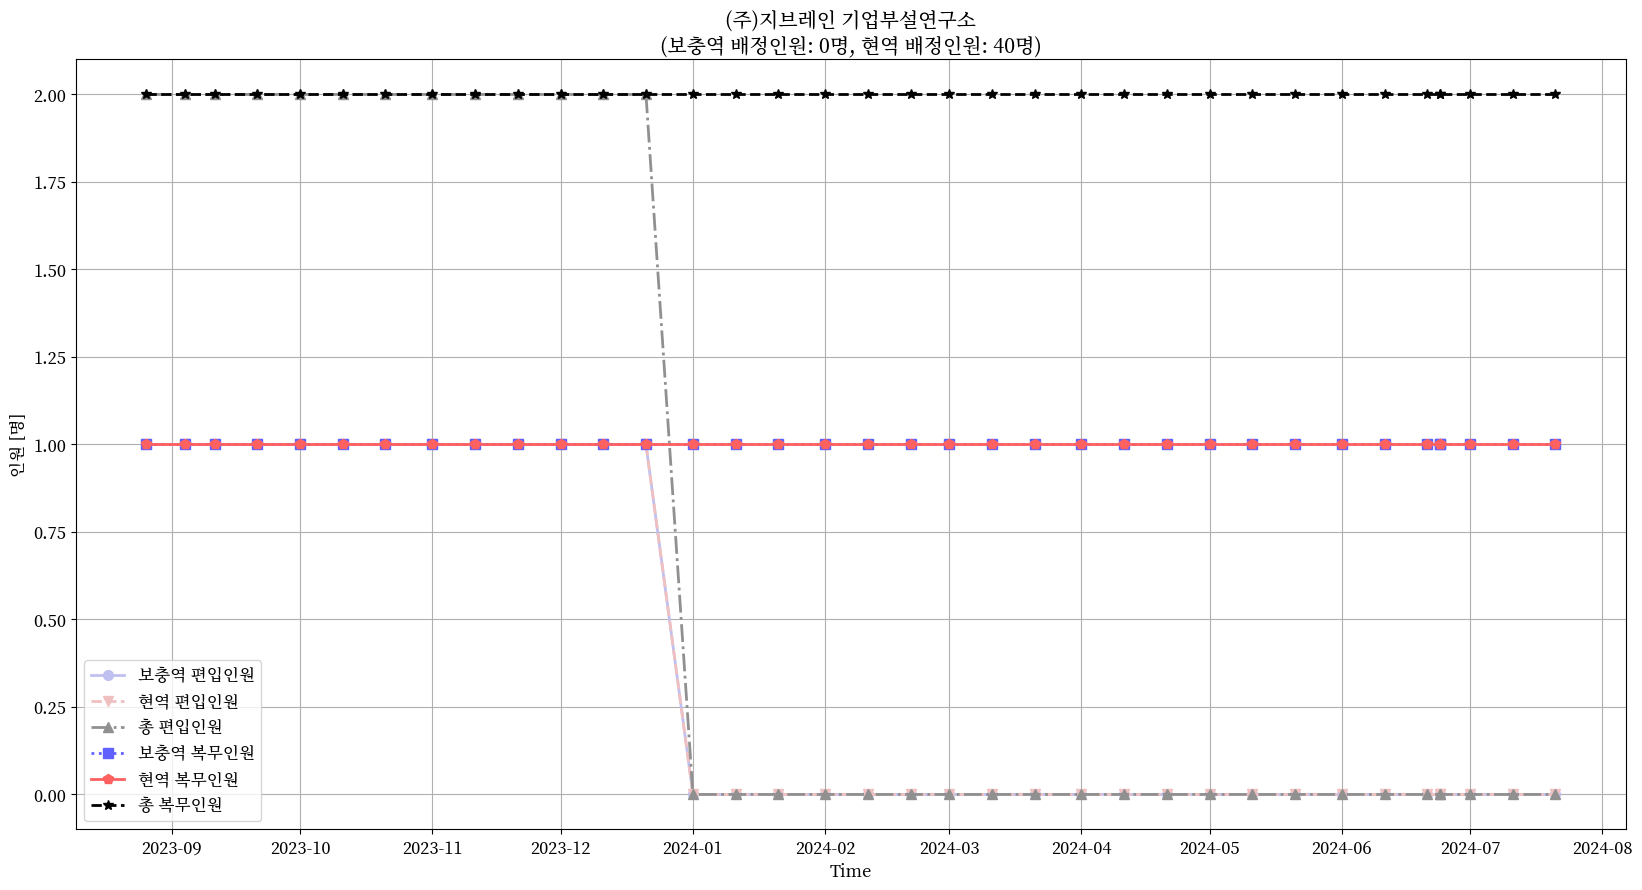 (주)지브레인 기업부설연구소
(보충역 배정인원: 0명, 현역 배정인원: 40명)
인원 [명]
2.00
1.75
1.50
1.25
1.00
0.75
0.50
0.25
0.00
보충역 편입인원
현역 편입인원
총 편입인원
보충역 복무인원
현역 복무인원
총 복무인원
2023-09 2023-10 2023-11 2023-12 2024-01 2024-02 2024-03 2024-04 2024-05 2024-06 2024-07 2024-08
Time